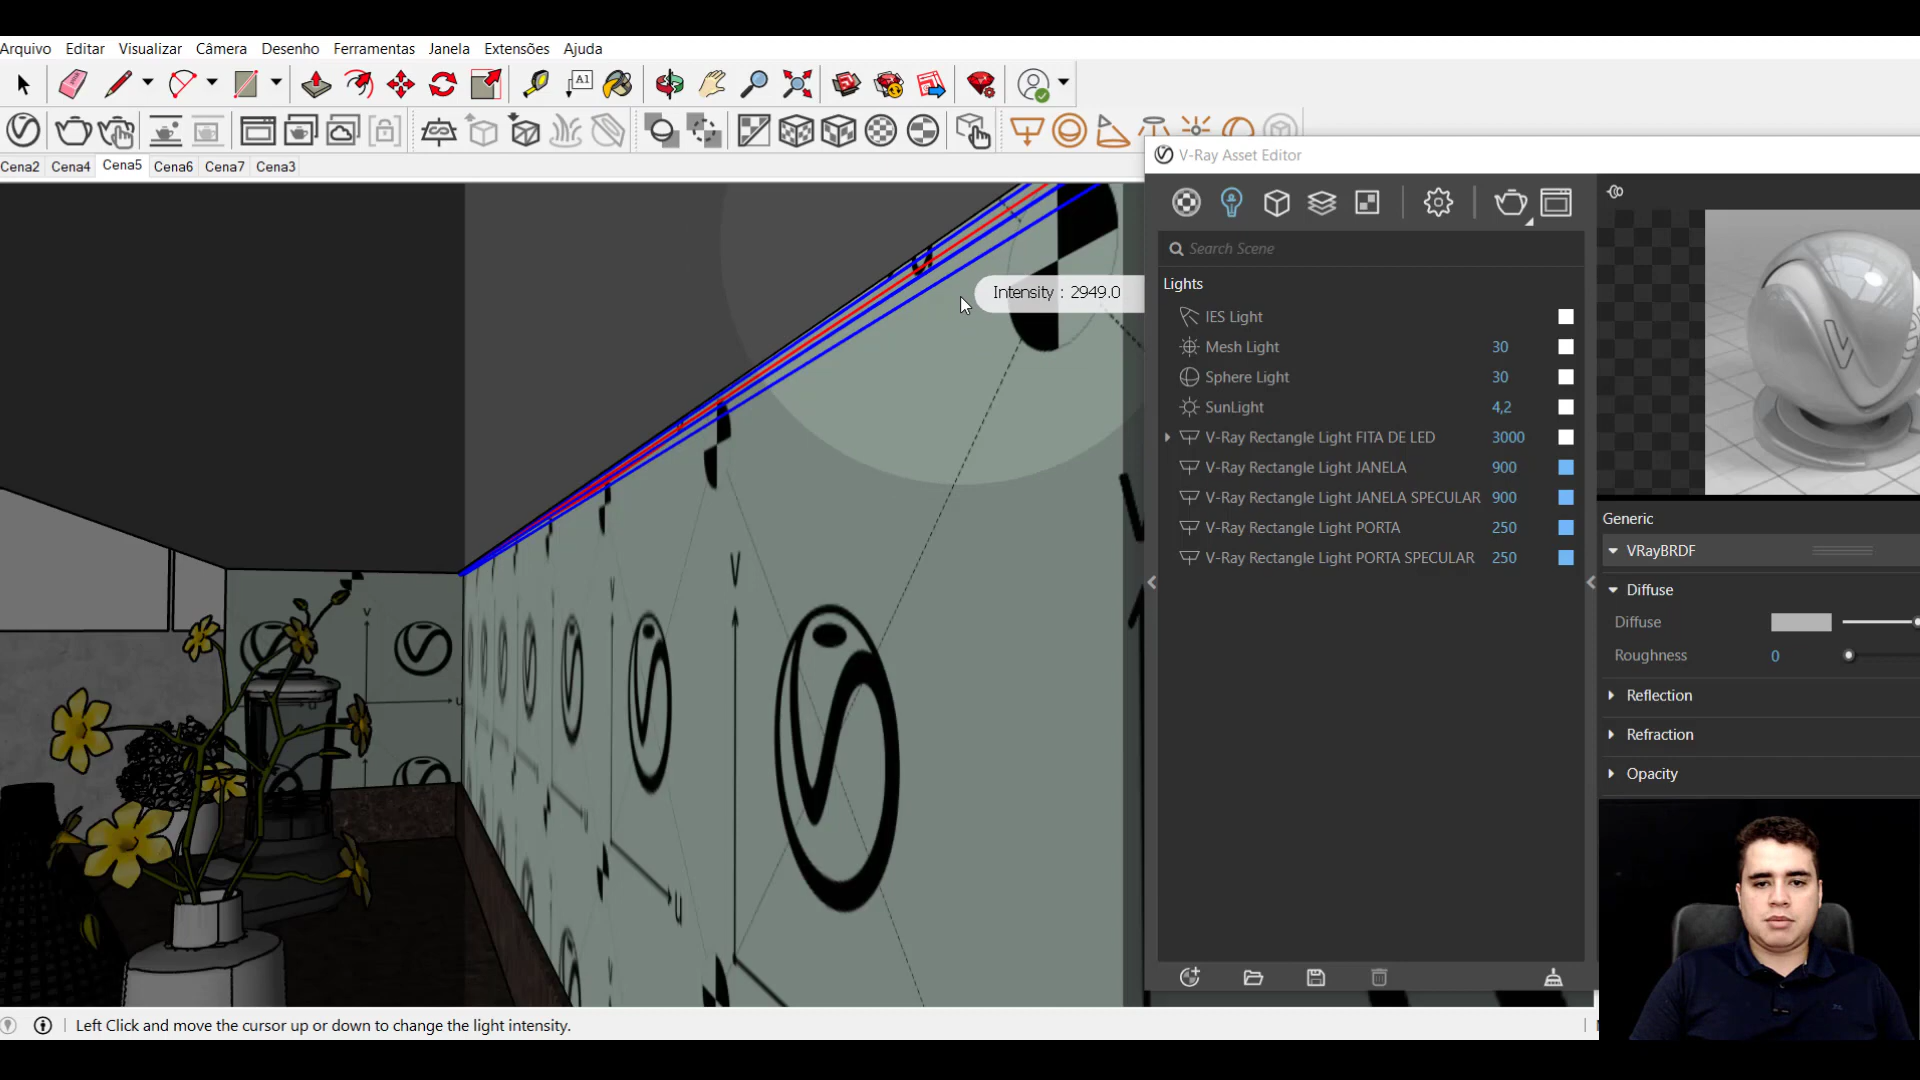 Arquivo Editar Visualizar Câmera Desenho Ferramentas Janela Extensões Ajuda
A1
Cena2 Cena4 Cena5 Cena6 Cena7 Cena3
V-Ray Asset Editor
Search Scene
Lights
IES Light
Mesh Light 30
Sphere Light 30
SunLight 4,2
V-Ray Rectangle Light FITA DE LED 3000
V-Ray Rectangle Light JANELA 900
V-Ray Rectangle Light JANELA SPECULAR 900
V-Ray Rectangle Light PORTA 250
V-Ray Rectangle Light PORTA SPECULAR 250
Intensity : 2949.0
Generic
VRayBRDF
Diffuse
Diffuse
Roughness 0
Reflection
Refraction
Opacity
V
V
V
u
u
Left Click and move the cursor up or down to change the light intensity.